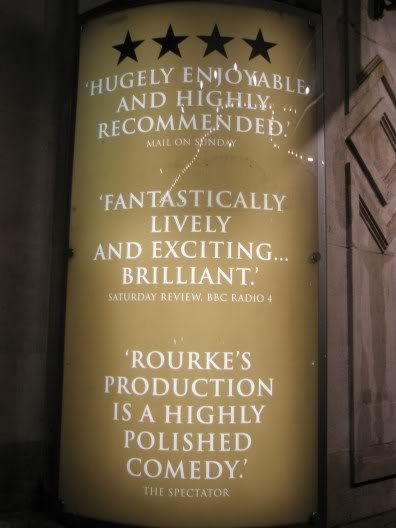 'HUGELY ENJOYABLE
AND HIGHLY
RECOMMENDED.'
MAIL ON SUNDAY
'FANTASTICALLY
LIVELY
AND EXCITING...
BRILLIANT.'
SATURDAY REVIEW, BBC RADIO 4
'ROURKE'S
PRODUCTION
IS A HIGHLY
POLISHED
COMEDY.'
THE SPECTATOR